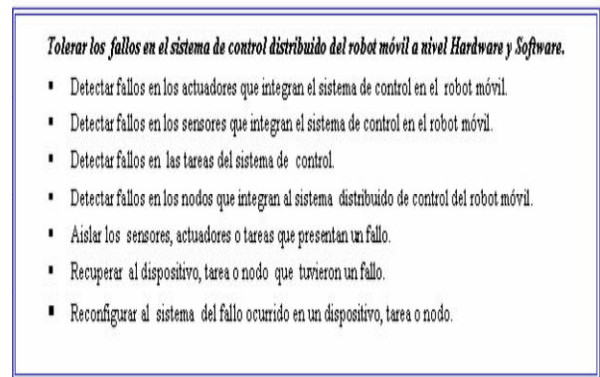 Tolerar los fallos en el sistema de control distribuido del robot móvil a nivel Hardware y Software.
▪ Detectar fallos en los actuadores que integran el sistema de control en el robot móvil.
▪ Detectar fallos en los sensores que integran el sistema de control en el robot móvil.
▪ Detectar fallos en las tareas del sistema de control.
▪ Detectar fallos en los nodos que integran al sistema distribuido de control del robot móvil.
▪ Aislar los sensores, actuadores o tareas que presentan un fallo.
▪ Recuperar al dispositivo, tarea o nodo que tuvieron un fallo.
▪ Reconfigurar al sistema del fallo ocurrido en un dispositivo, tarea o nodo.